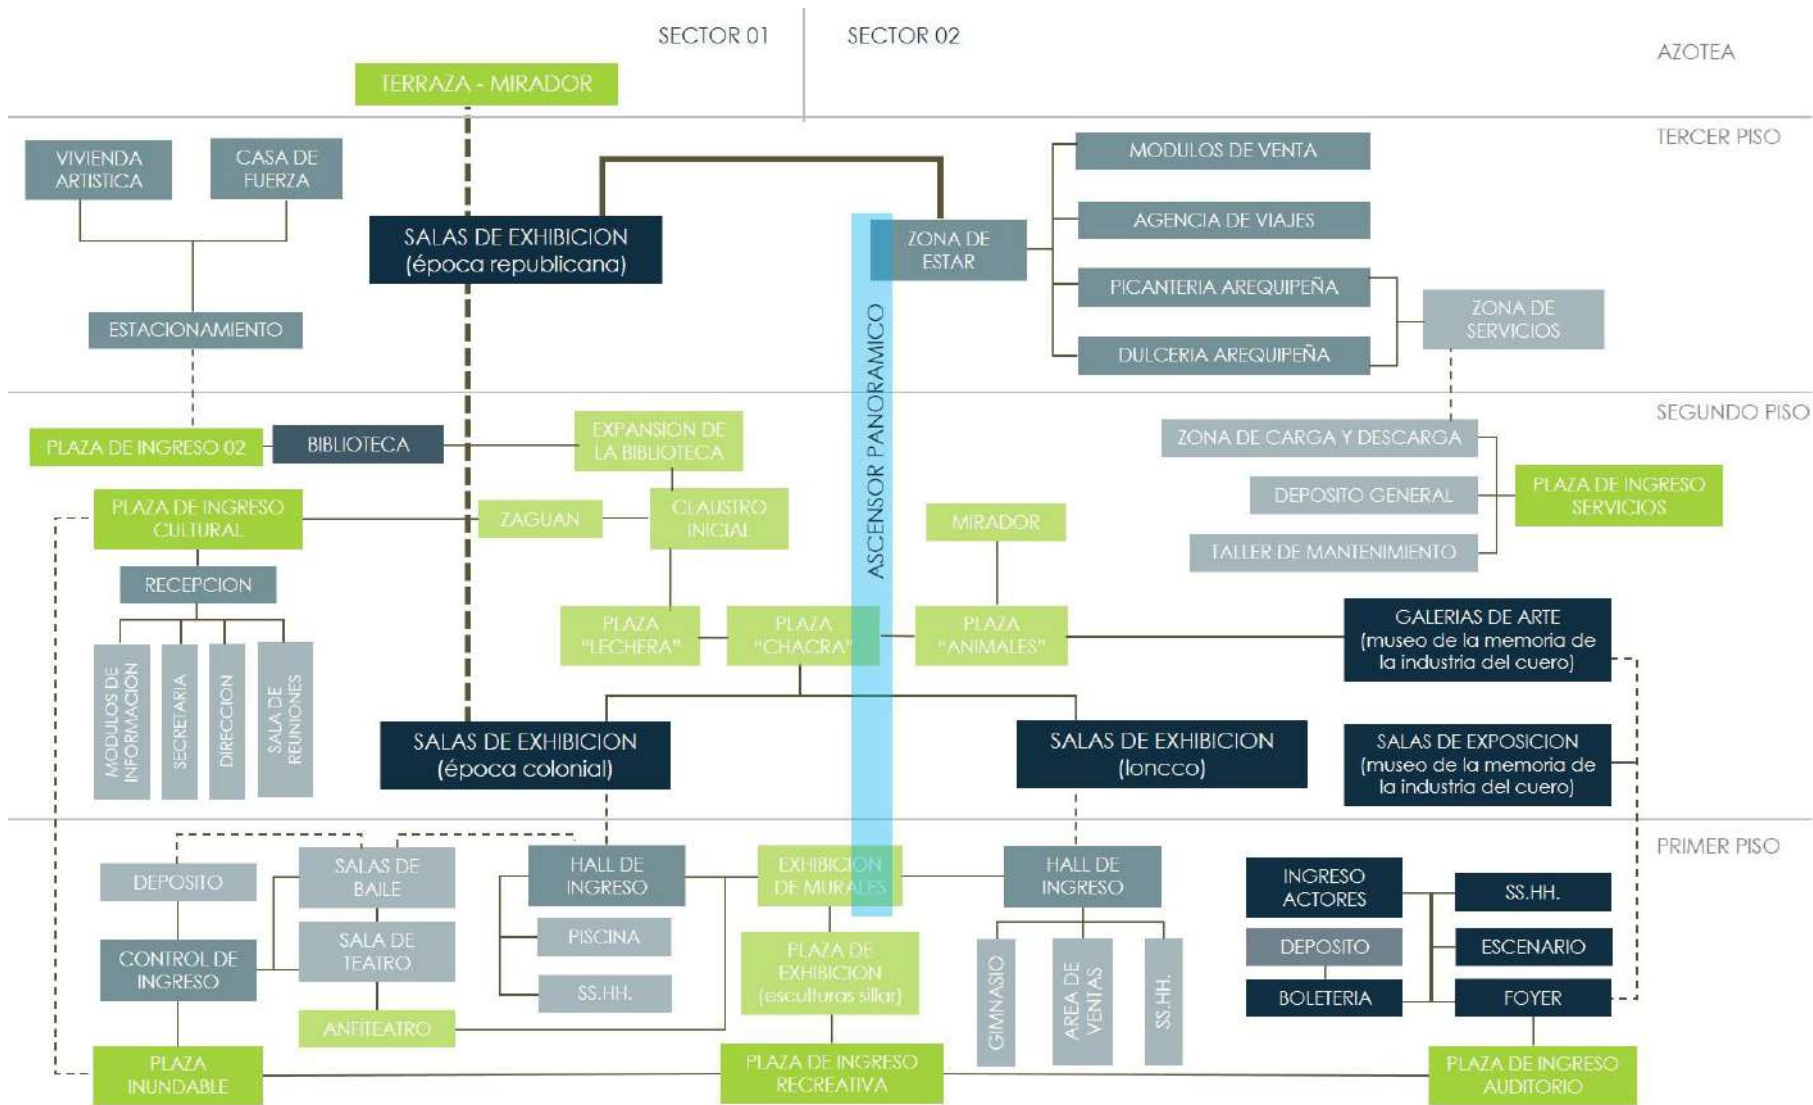 SECTOR 01
SECTOR 02
AZOTEA
TERRAZA - MIRADOR
TERCER PISO
VIVIENDA
ARTISTICA
CASA DE
FUERZA
MODULOS DE VENTA
AGENCIA DE VIAJES
SALAS DE EXHIBICION
(época republicana)
ZONA DE
ESTAR
PICANTERIA AREQUIPEÑA
ESTACIONAMIENTO
ZONA DE
SERVICIOS
DULCERIA AREQUIPEÑA
ASCENSOR PANORAMICO
SEGUNDO PISO
PLAZA DE INGRESO 02
BIBLIOTECA
EXPANSION DE
LA BIBLIOTECA
ZONA DE CARGA Y DESCARGA
PLAZA DE INGRESO
CULTURAL
ZAGUAN
CLAUSTRO
INICIAL
MIRADOR
DEPOSITO GENERAL
PLAZA DE INGRESO
SERVICIOS
TALLER DE MANTENIMIENTO
RECEPCION
PLAZA
"LECHERA"
PLAZA
"CHACRA"
PLAZA
"ANIMALES"
GALERIAS DE ARTE
(museo de la memoria de
la industria del cuero)
MODULOS DE
INFORMACION
SECRETARIA
DIRECCION
SALA DE
REUNIONES
SALAS DE EXHIBICION
(época colonial)
SALAS DE EXHIBICION
(loncco)
SALAS DE EXPOSICION
(museo de la memoria de
la industria del cuero)
PRIMER PISO
DEPOSITO
SALAS DE
BAILE
HALL DE
INGRESO
EXHIBICION
DE MURALES
HALL DE
INGRESO
INGRESO
ACTORES
SS.HH.
CONTROL DE
INGRESO
SALA DE
TEATRO
PISCINA
PLAZA DE
EXHIBICION
(esculturas sillar)
GIMNASIO
AREA DE
VENTAS
SS.HH.
DEPOSITO
ESCENARIO
SS.HH.
BOLETERIA
FOYER
ANFITEATRO
PLAZA
INUNDABLE
PLAZA DE INGRESO
RECREATIVA
PLAZA DE INGRESO
AUDITORIO